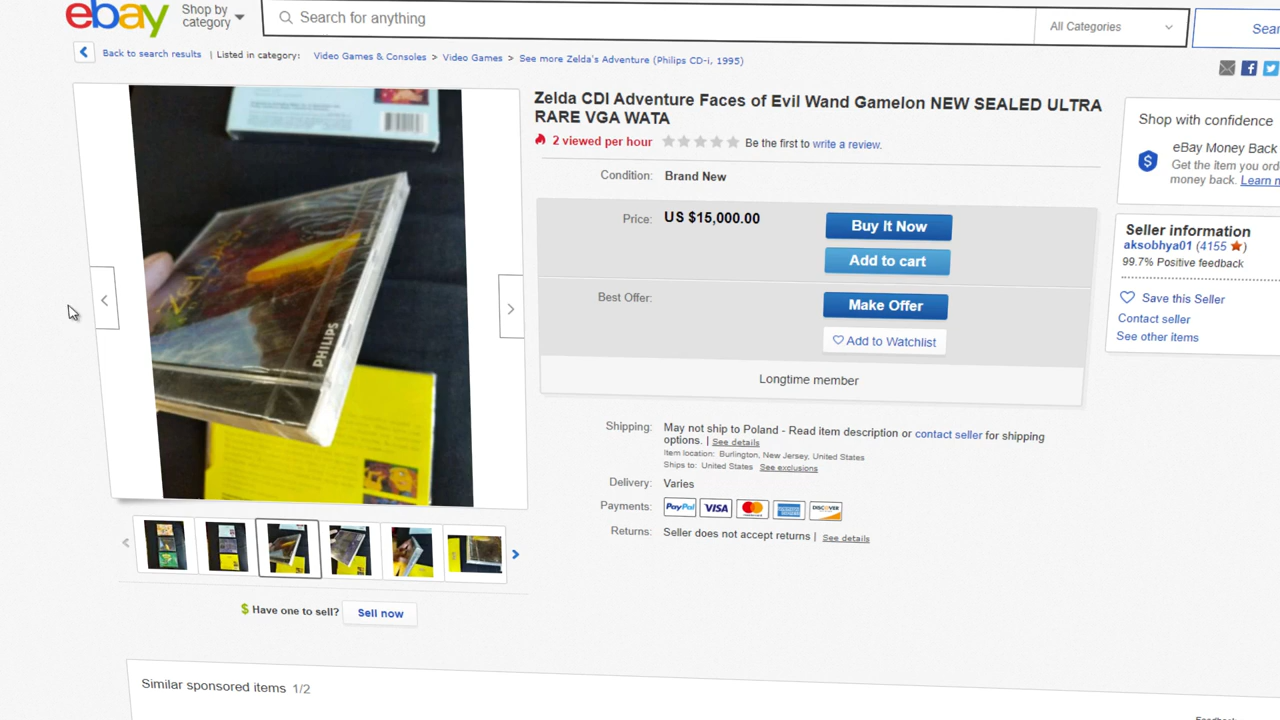 ebay
Shop by
category
Search for anything
All Categories
Sear
Back to search results | Listed in category: Video Games & Consoles > Video Games > See more Zelda's Adventure (Philips CD-i, 1995)
Zelda CDI Adventure Faces of Evil Wand Gamelon NEW SEALED ULTRA
RARE VGA WATA
2 viewed per hour Be the first to write a review.
Condition: Brand New
Price: US $15,000.00
Buy It Now
Add to cart
Best Offer:
Make Offer
Add to Watchlist
Longtime member
Shipping: May not ship to Poland - Read item description or contact seller for shipping
options. | See details
Item location: Burlington, New Jersey, United States
Ships to: United States See exclusions
Delivery: Varies
Payments: PayPal VISA MasterCard DISCOVER
Returns: Seller does not accept returns | See details
Shop with confidence
eBay Money Back
Get the item you ord
money back. Learn n
Seller information
aksobhya01 (4155 )
99.7% Positive feedback
Save this Seller
Contact seller
See other items
PHILIPS
$ Have one to sell? Sell now
Similar sponsored items 1/2